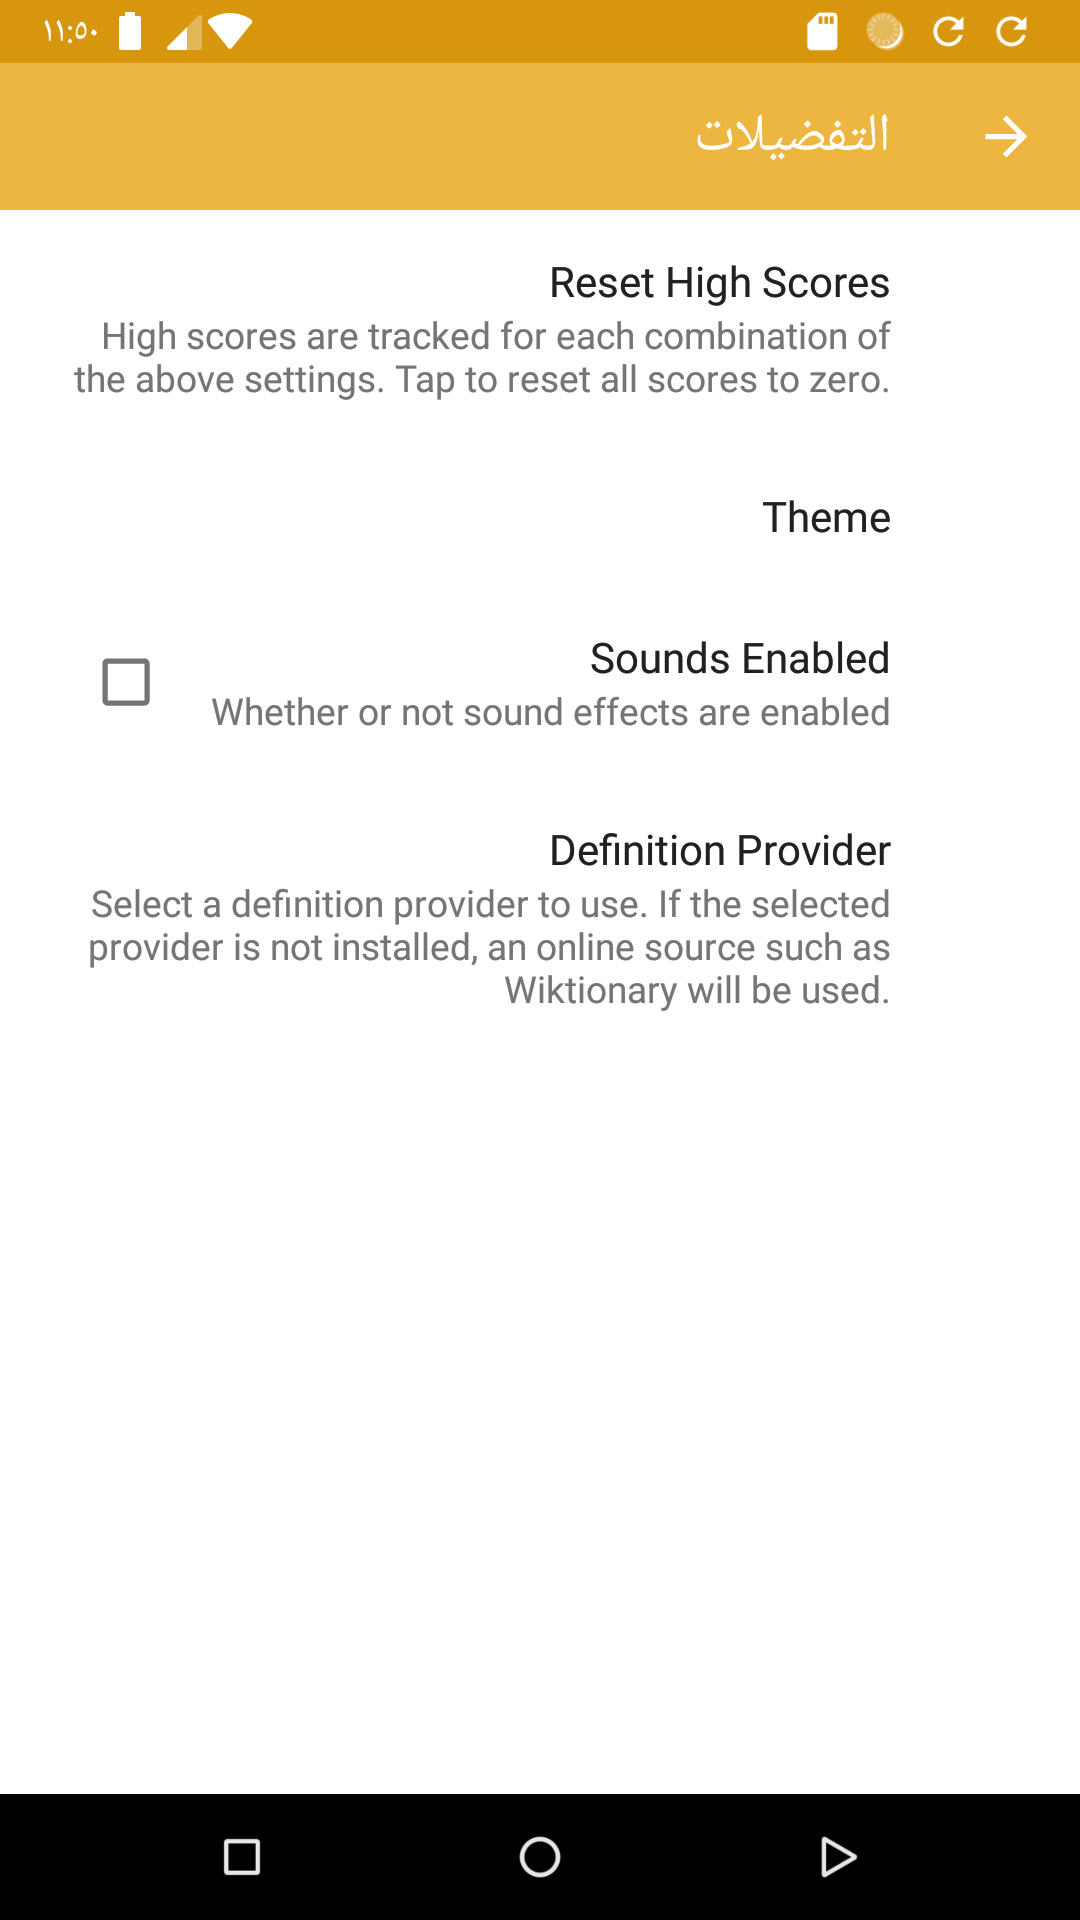 ١١:٥٠
التفضيلات
Reset High Scores
High scores are tracked for each combination of
the above settings. Tap to reset all scores to zero.
Theme
Sounds Enabled
Whether or not sound effects are enabled
Definition Provider
Select a definition provider to use. If the selected
provider is not installed, an online source such as
Wiktionary will be used.